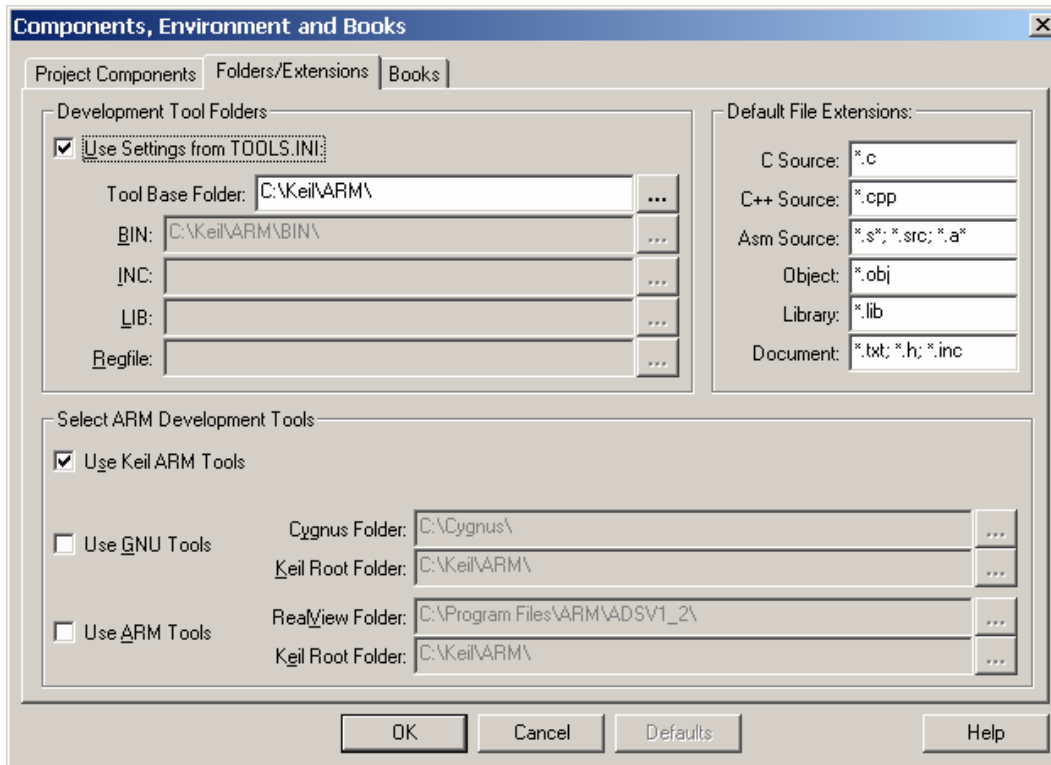 Components, Environment and Books
Project Components Folders/Extensions Books
Development Tool Folders
Use Settings from TOOLS.INI:
Tool Base Folder: C:\Keil\ARM\ ...
BIN: C:\Keil\ARM\BIN\ ...
INC: ...
LIB: ...
Regfile: ...
Default File Extensions:
C Source: *.c
C++ Source: *.cpp
Asm Source: *.s*; *.src; *.a*
Object: *.obj
Library: *.lib
Document: *.txt; *.h; *.inc
Select ARM Development Tools
Use Keil ARM Tools
Use GNU Tools
Cygnus Folder: C:\Cygnus\ ...
Keil Root Folder: C:\Keil\ARM\ ...
Use ARM Tools
RealView Folder: C:\Program Files\ARM\ADSV1_2\ ...
Keil Root Folder: C:\Keil\ARM\ ...
OK Cancel Defaults Help